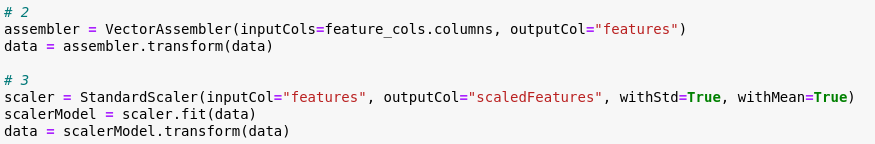 # 2
assembler = VectorAssembler(inputCols=feature_cols.columns, outputCol="features")
data = assembler.transform(data)
# 3
scaler = StandardScaler(inputCol="features", outputCol="scaledFeatures", withStd=True, withMean=True)
scalerModel = scaler.fit(data)
data = scalerModel.transform(data)